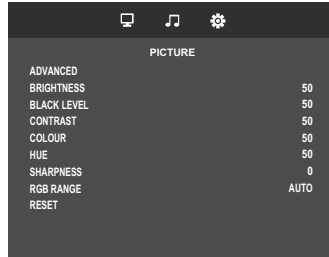 PICTURE
ADVANCED
BRIGHTNESS 50
BLACK LEVEL 50
CONTRAST 50
COLOUR 50
HUE 50
SHARPNESS 0
RGB RANGE AUTO
RESET